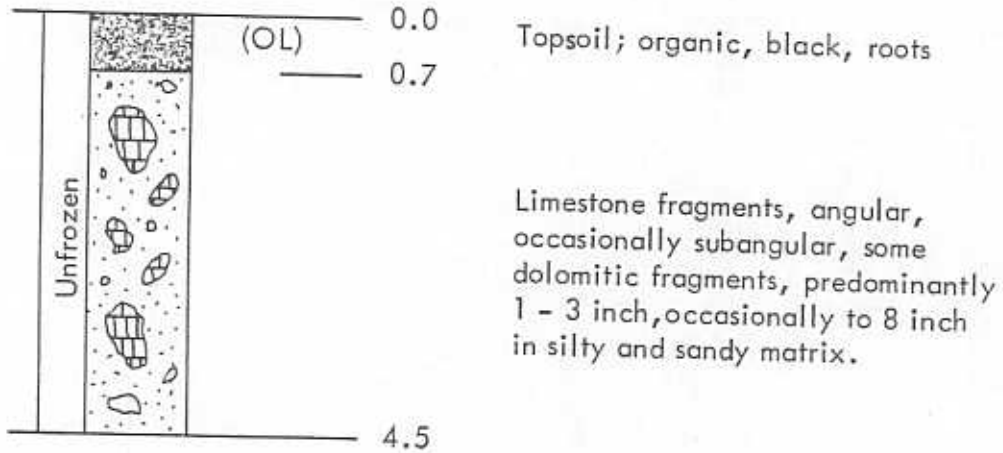 0.0
(OL)
Topsoil; organic, black, roots
0.7
Unfrozen
Limestone fragments, angular,
occasionally subangular, some
dolomitic fragments, predominantly
1 - 3 inch, occasionally to 8 inch
in silty and sandy matrix.
4.5